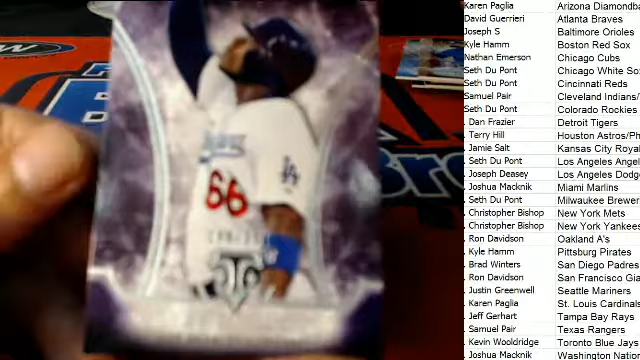 Karen Paglia Arizona Diamondb
David Guerrieri Atlanta Braves
Joseph S Baltimore Orioles
Kyle Hamm Boston Red Sox
Nathan Emerson Chicago Cubs
Seth Du Pont Chicago White Sox
Seth Du Pont Cincinnati Reds
Samuel Pair Cleveland Indians/
Seth Du Pont Colorado Rockies
. Dan Frazier Detroit Tigers
. Terry Hill Houston Astros/Ph
. Jamie Salt Kansas City Royal
. Seth Du Pont Los Angeles Angel
. Joseph Deasey Los Angeles Dodg
. Joshua Macknik Miami Marlins
. Seth Du Pont Milwaukee Brewer
. Christopher Bishop New York Mets
. Christopher Bishop New York Yankees
. Ron Davidson Oakland A's
. Kyle Hamm Pittsburg Pirates
. Brad Winters San Diego Padres
. Ron Davidson San Francisco Gia
. Justin Greenwell Seattle Mariners
. Karen Paglia St. Louis Cardinals
. Jeff Gerhart Tampa Bay Rays
. Samuel Pair Texas Rangers
. Kevin Wooldridge Toronto Blue Jays
. Joshua Macknik Washington Nation
66
LA